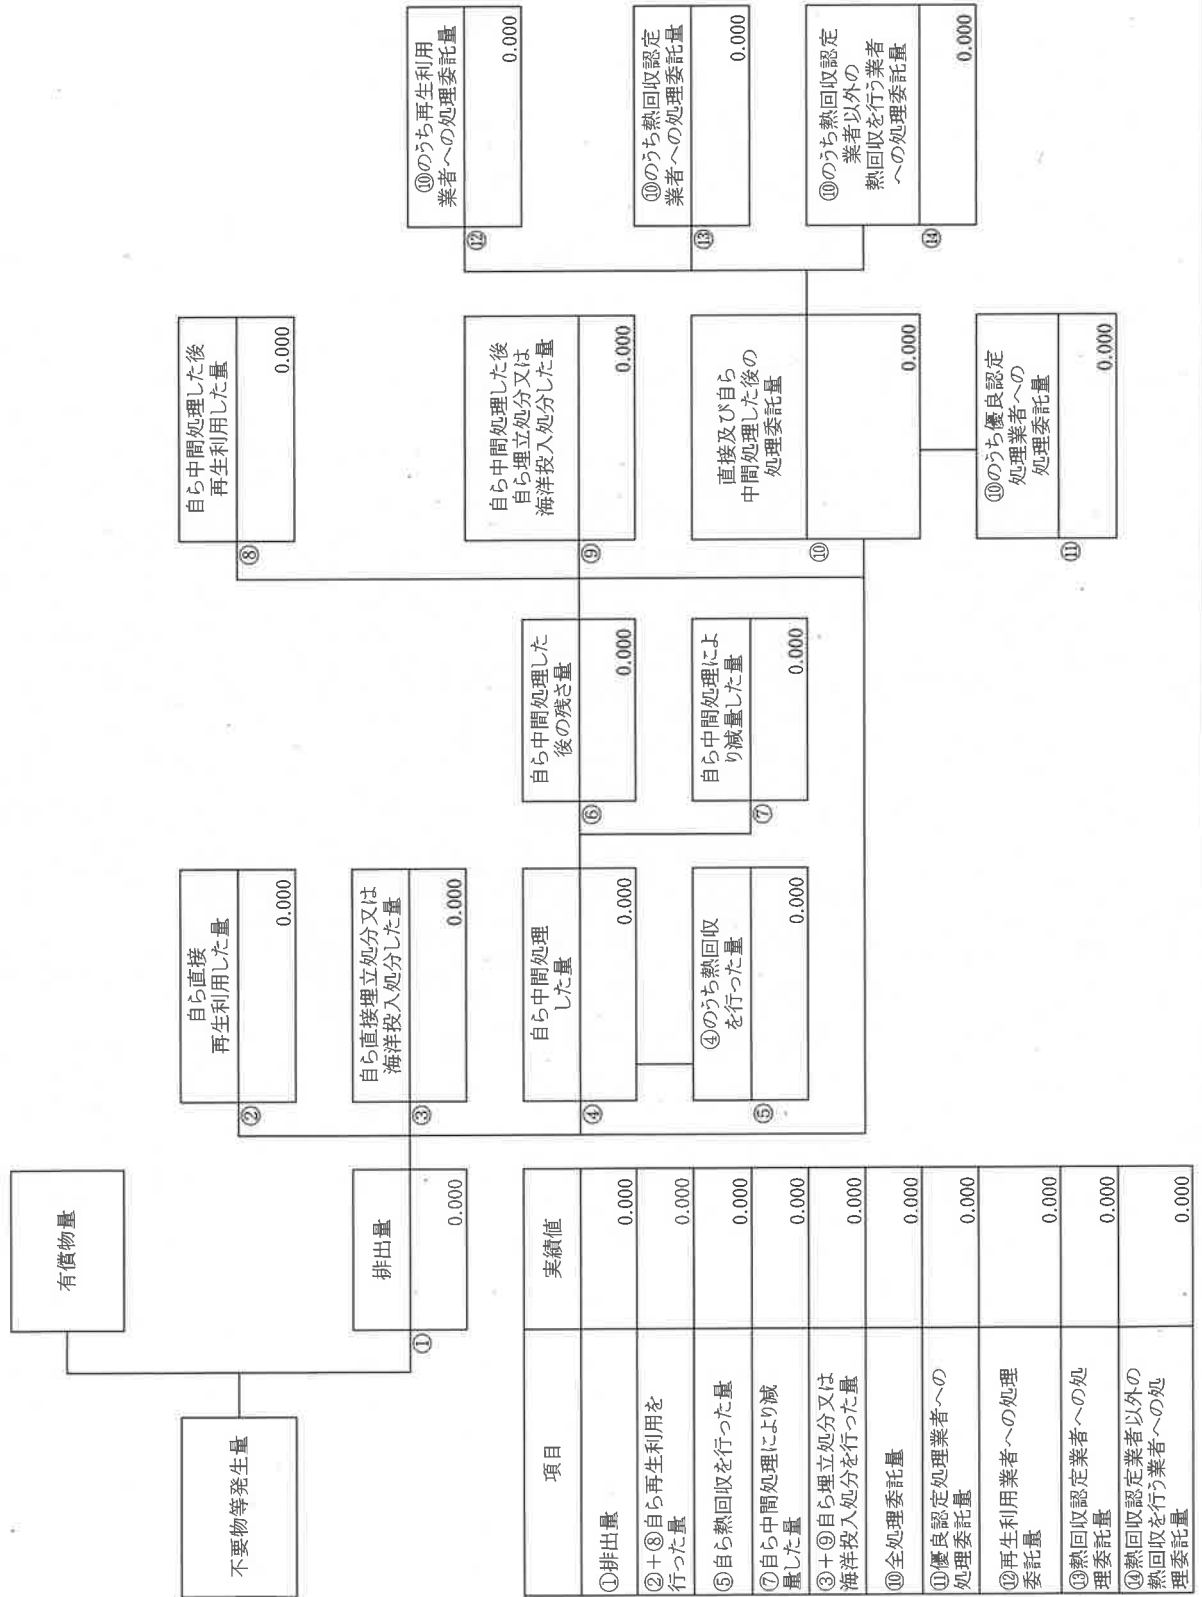 有償物量
不要物等発生量
排出量
①
0.000
自ら直接
再生利用した量
②
0.000
自ら直接埋立処分又は
海洋投入処分した量
③
0.000
自ら中間処理
した量
④
0.000
④のうち熱回収
を行った量
⑤
0.000
自ら中間処理した
後の残さ量
⑥
0.000
自ら中間処理によ
り減量した量
⑦
0.000
自ら中間処理した後
再生利用した量
⑧
0.000
自ら中間処理した後
自ら埋立処分又は
海洋投入処分した量
⑨
0.000
直接及び自ら
中間処理した後の
処理委託量
⑩
0.000
⑩のうち優良認定
処理業者への
処理委託量
⑪
0.000
⑩のうち再生利用
業者への処理委託量
⑫
0.000
⑩のうち熱回収認定
業者への処理委託量
⑬
0.000
⑩のうち熱回収認定
業者以外の
熱回収を行う業者
への処理委託量
⑭
0.000
項目
実績値
①排出量
0.000
②+⑧自ら再生利用を
行った量
0.000
⑤自ら熱回収を行った量
0.000
⑦自ら中間処理により減
量した量
0.000
③+⑨自ら埋立処分又は
海洋投入処分を行った量
0.000
⑩全処理委託量
0.000
⑪優良認定処理業者への
処理委託量
0.000
⑫再生利用業者への処理
委託量
0.000
⑬熱回収認定業者への処
理委託量
0.000
⑭熱回収認定業者以外の
熱回収を行う業者への処
理委託量
0.000